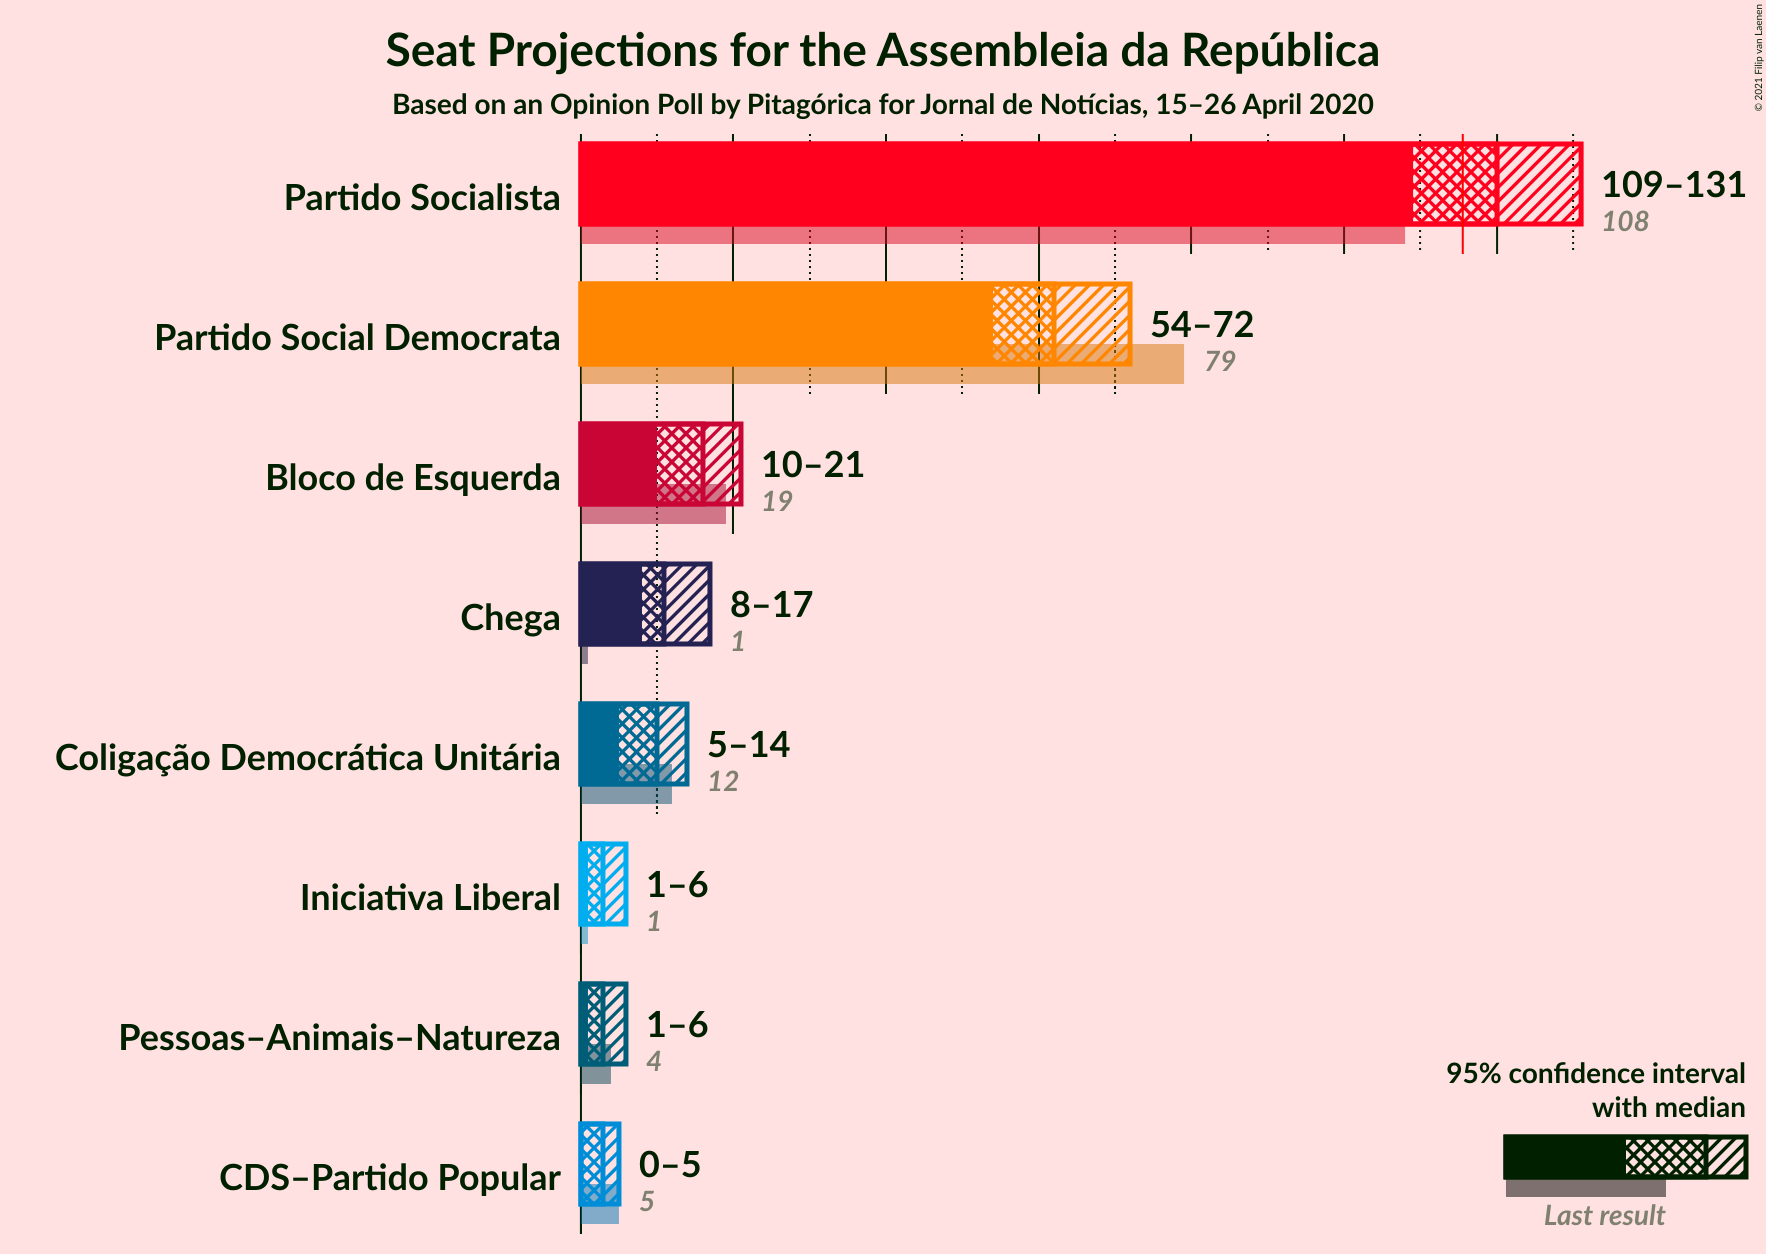 Seat Projections for the Assembleia da República
Based on an Opinion Poll by Pitagórica for Jornal de Notícias, 15–26 April 2020
© 2021 Filip van Laenen
Partido Socialista
109–131
108
Partido Social Democrata
54–72
79
Bloco de Esquerda
10–21
19
Chega
8–17
1
Coligação Democrática Unitária
5–14
12
Iniciativa Liberal
1–6
1
Pessoas–Animais–Natureza
1–6
4
CDS–Partido Popular
0–5
5
95% confidence interval
with median
Last result